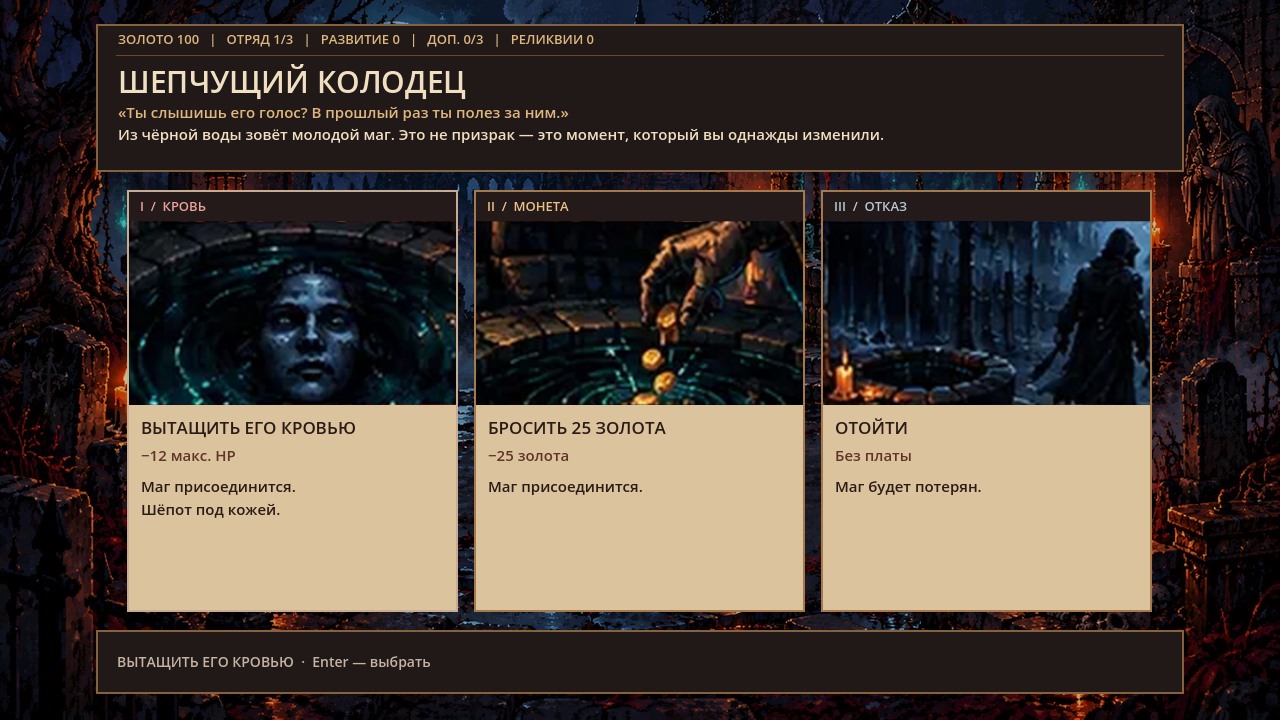 ЗОЛОТО 100 | ОТРЯД 1/3 | РАЗВИТИЕ 0 | ДОП. 0/3 | РЕЛИКВИИ 0
ШЕПЧУЩИЙ КОЛОДЕЦ
«Ты слышишь его голос? В прошлый раз ты полез за ним.»
Из чёрной воды зовёт молодой маг. Это не призрак — это момент, который вы однажды изменили.
I / КРОВЬ
ВЫТАЩИТЬ ЕГО КРОВЬЮ
−12 макс. HP
Маг присоединится.
Шёпот под кожей.
II / МОНЕТА
БРОСИТЬ 25 ЗОЛОТА
−25 золота
Маг присоединится.
III / ОТКАЗ
ОТОЙТИ
Без платы
Маг будет потерян.
ВЫТАЩИТЬ ЕГО КРОВЬЮ · Enter — выбрать